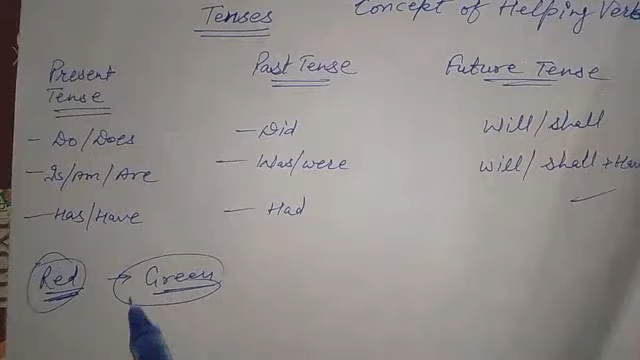 Tenses Concept of Helping Verb
Present Tense Past Tense Future Tense
- Do/Does - Did Will/shall
- Is/Am/Are - Was/were will/shall + Hav
- Has/Have - Had
Red → Green